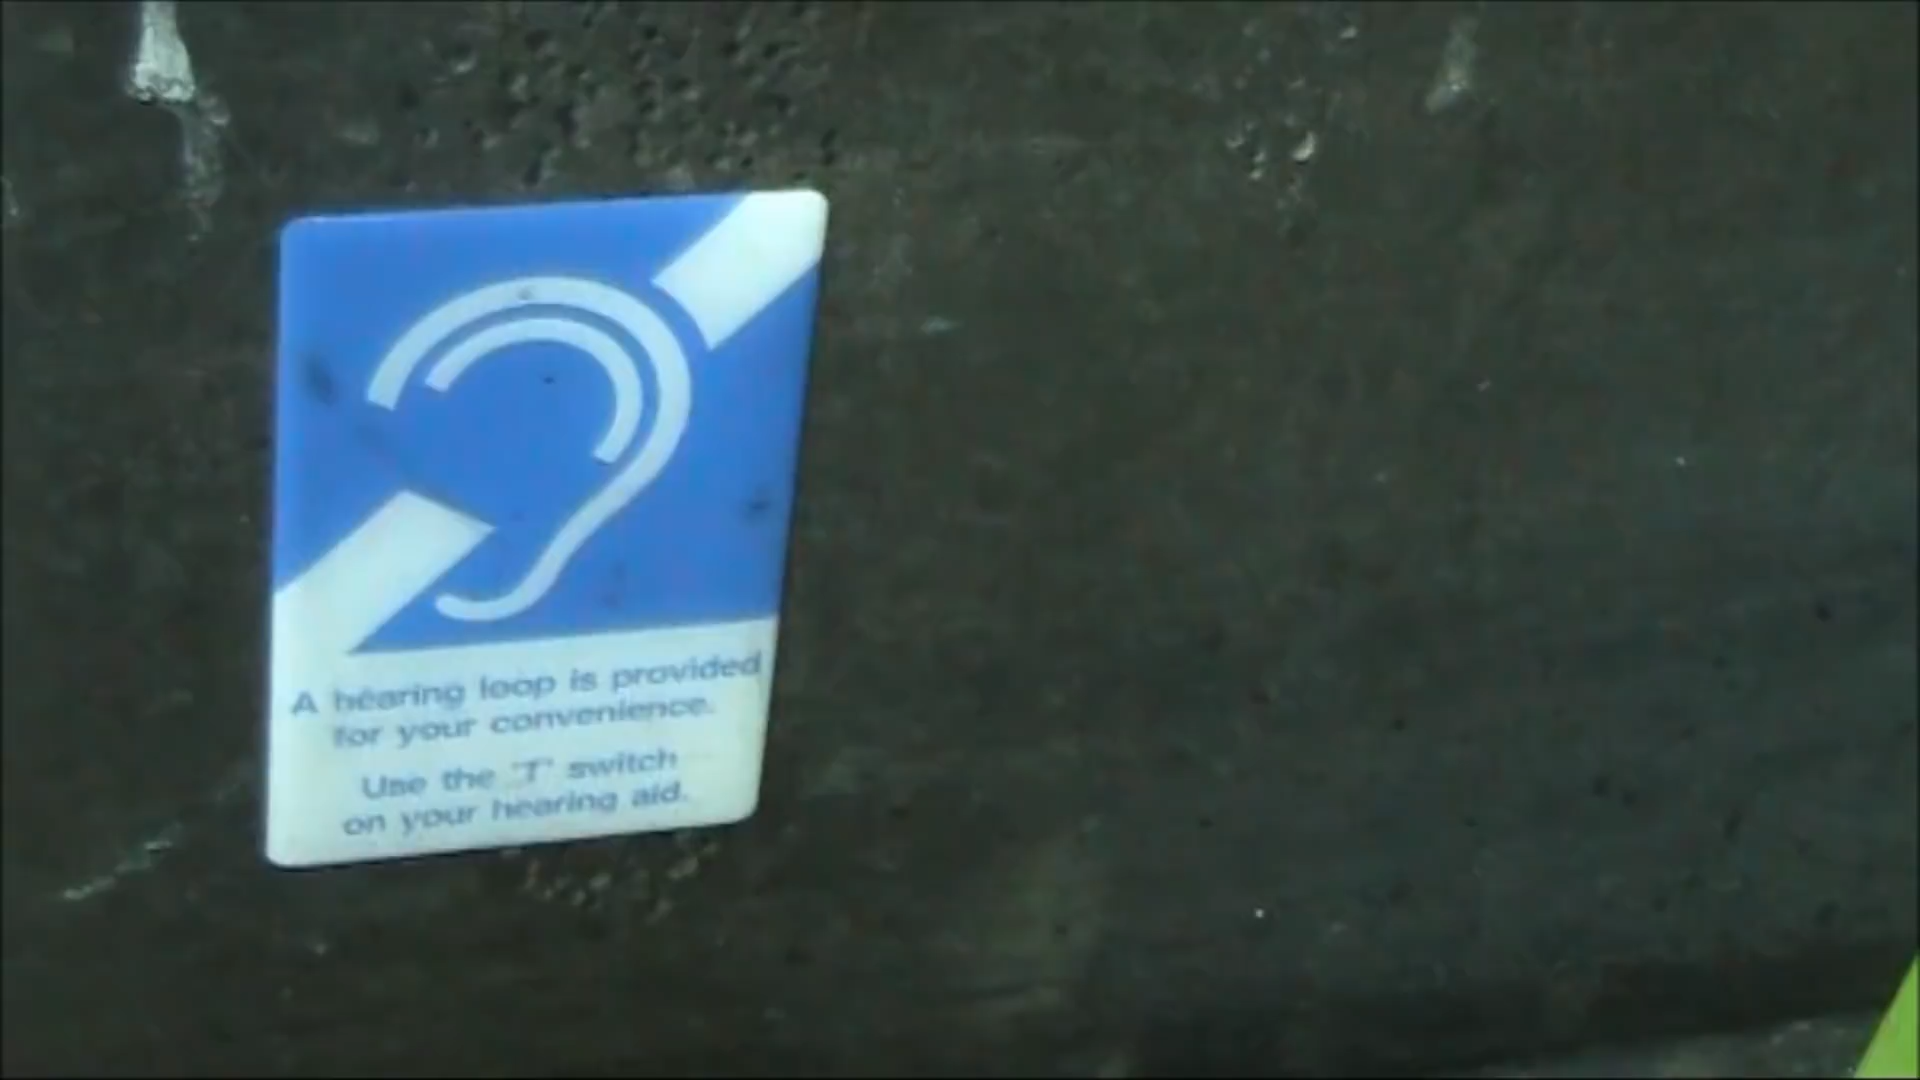 A hearing loop is provided
for your convenience.
Use the 'T' switch
on your hearing aid.